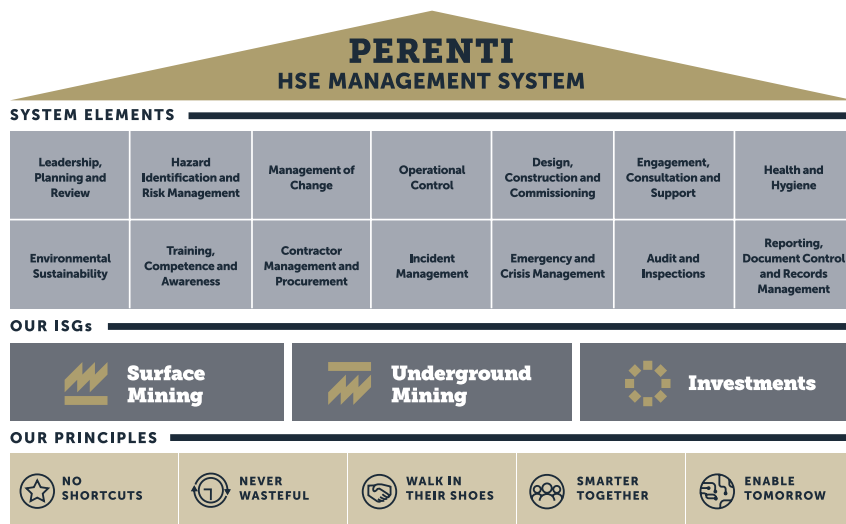 PERENTI
HSE MANAGEMENT SYSTEM
SYSTEM ELEMENTS
Leadership,
Planning and
Review
Hazard
Identification and
Risk Management
Management of
Change
Operational
Control
Design,
Construction and
Commissioning
Engagement,
Consultation and
Support
Health and
Hygiene
Environmental
Sustainability
Training,
Competence and
Awareness
Contractor
Management and
Procurement
Incident
Management
Emergency and
Crisis Management
Audit and
Inspections
Reporting,
Document Control
and Records
Management
OUR ISGs
Surface
Mining
Underground
Mining
Investments
OUR PRINCIPLES
NO
SHORTCUTS
NEVER
WASTEFUL
WALK IN
THEIR SHOES
SMARTER
TOGETHER
ENABLE
TOMORROW